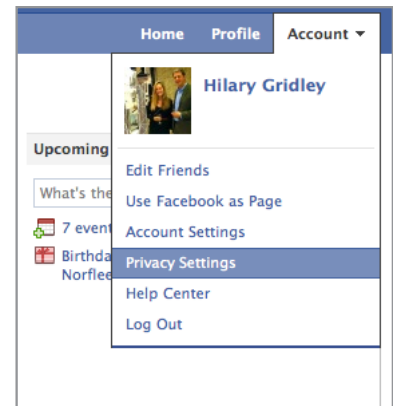 Home Profile Account
Hilary Gridley
Upcoming
What's the
7 event
Birthda
Norflee
Edit Friends
Use Facebook as Page
Account Settings
Privacy Settings
Help Center
Log Out